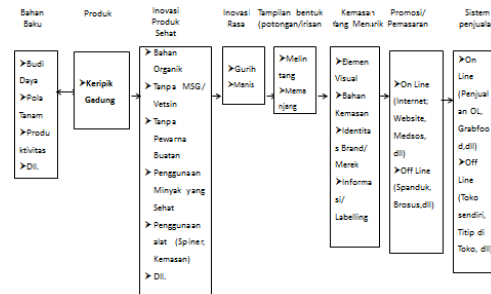 Bahan
Baku
Produk
Inovasi
Produk
Sehat
Inovasi
Rasa
Tampilan bentuk
(potongan/irisan
Kemasan
Yang Menarik
Promosi/
Pemasaran
Sistem
penjuala
➤Budi
Daya
➤Pola
Tanam
➤Produ
ktivitas
➤Dll.
➤Keripik
Gadung
➤Bahan
Organik
➤Tanpa MSG/
Vetsin
➤Tanpa
Pewarna
Buatan
➤Penggunaan
Minyak yang
Sehat
➤Penggunaan
alat (Spiner,
Kemasan)
➤Dll.
➤Gurih
➤Manis
➤Melin
tang
➤Mema
njang
➤Elemen
Visual
➤Bahan
Kemasan
➤Identita
s Brand/
Merek
➤Informa
si/
Labelling
➤On Line
(Internet;
Website,
Medsos,
dll)
➤Off Line
(Spanduk,
Brosus,dll)
➤On
Line
(Penjual
an OL,
Grabfoo
d,dll)
➤Off
Line
(Toko
sendiri,
Titip di
Toko, dll)